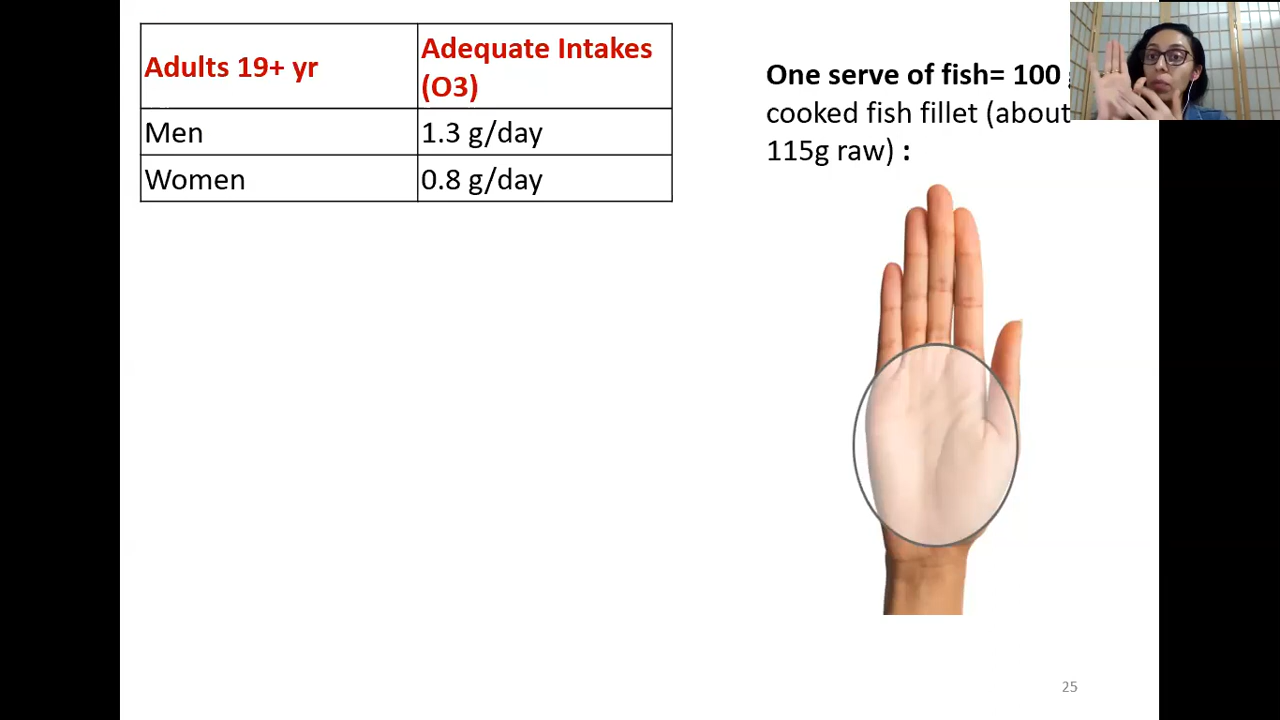 Adults 19+ yr
Adequate Intakes
(O3)
Men
1.3 g/day
Women
0.8 g/day
One serve of fish= 100
cooked fish fillet (about
115g raw) :
25